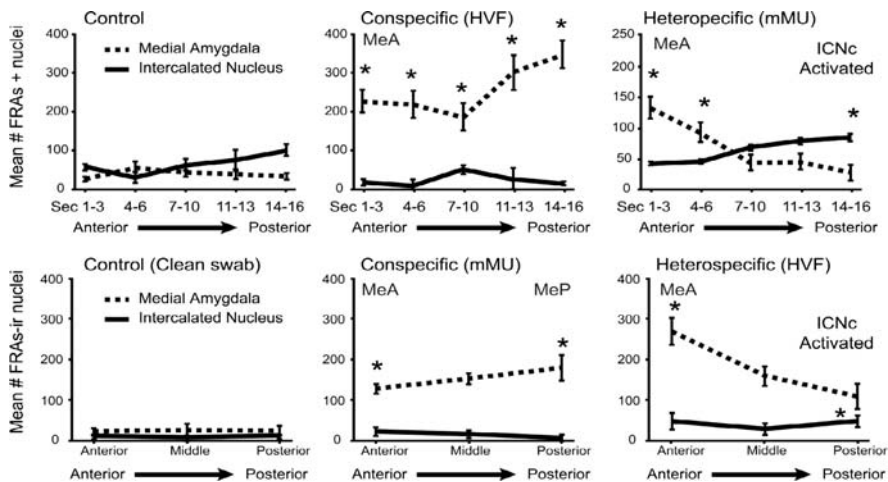 Control
Medial Amygdala
Intercalated Nucleus
Mean # FRAs + nuclei
400
300
200
100
0
Sec 1-3 4-6 7-10 11-13 14-16
Anterior Posterior
Conspecific (HVF)
MeA
* * * * *
400
300
200
100
0
Sec 1-3 4-6 7-10 11-13 14-16
Anterior Posterior
Heteropecific (mMU)
MeA
ICNc
Activated
* * *
250
200
150
100
50
0
Sec 1-3 4-6 7-10 11-13 14-16
Anterior Posterior
Control (Clean swab)
Medial Amygdala
Intercalated Nucleus
Mean # FRAs-ir nuclei
400
300
200
100
0
Anterior Middle Posterior
Anterior Posterior
Conspecific (mMU)
MeA MeP
* *
400
300
200
100
0
Anterior Middle Posterior
Anterior Posterior
Heterospecific (HVF)
MeA
ICNc
Activated
* *
400
300
200
100
0
Anterior Middle Posterior
Anterior Posterior